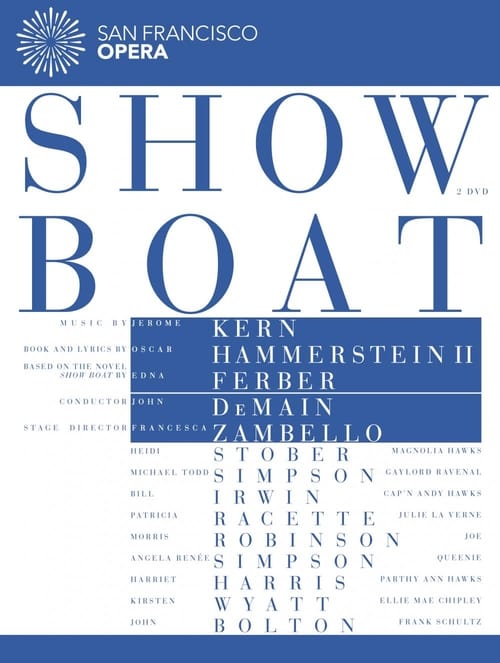 SAN FRANCISCO
OPERA
SHOW
2 DVD
BOAT
MUSIC BY JEROME KERN
BOOK AND LYRICS BY OSCAR HAMMERSTEIN II
BASED ON THE NOVEL
SHOW BOAT BY EDNA FERBER
CONDUCTOR JOHN DeMAIN
STAGE DIRECTOR FRANCESCA ZAMBELLO
HEIDI STOBER MAGNOLIA HAWKS
MICHAEL TODD SIMPSON GAYLORD RAVENAL
BILL IRWIN CAP'N ANDY HAWKS
PATRICIA RACETTE JULIE LA VERNE
MORRIS ROBINSON JOE
ANGELA RENÉE SIMPSON QUEENIE
HARRIET HARRIS PARTHY ANN HAWKS
KIRSTEN WYATT ELLIE MAE CHIPLEY
JOHN BOLTON FRANK SCHULTZ